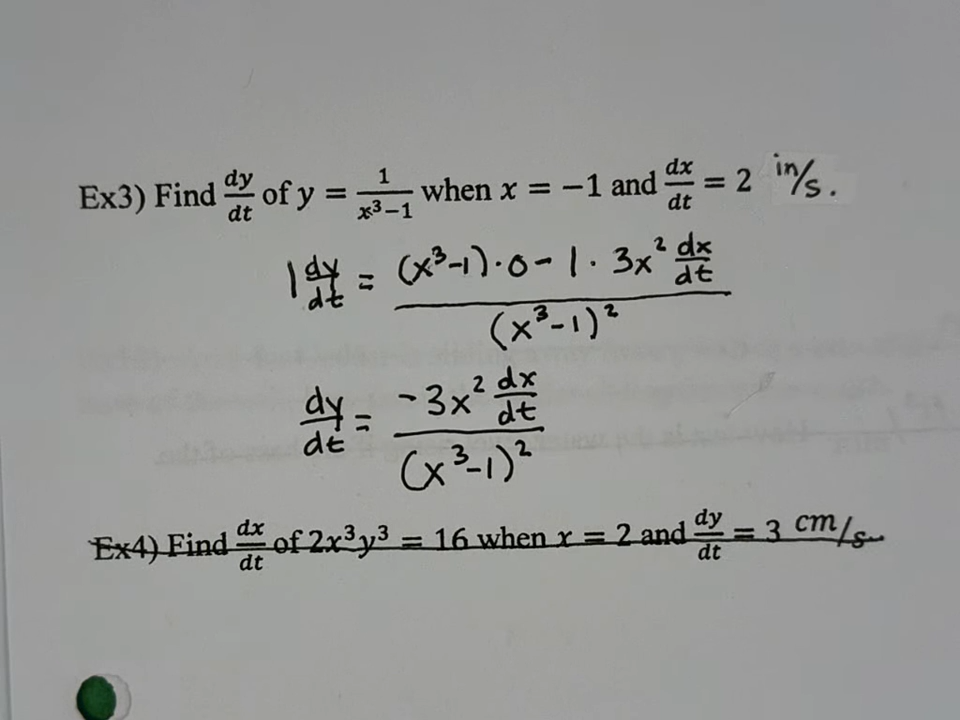 Ex3) Find dy/dt of y = 1/(x³−1) when x = −1 and dx/dt = 2 in/s.
1 dy/dt = ((x³-1)·0 - 1 · 3x² dx/dt)/(x³-1)²
dy/dt = (-3x² dx/dt)/(x³-1)²
Ex4) Find dx/dt of 2x³y³ = 16 when x = 2 and dy/dt = 3 cm/s